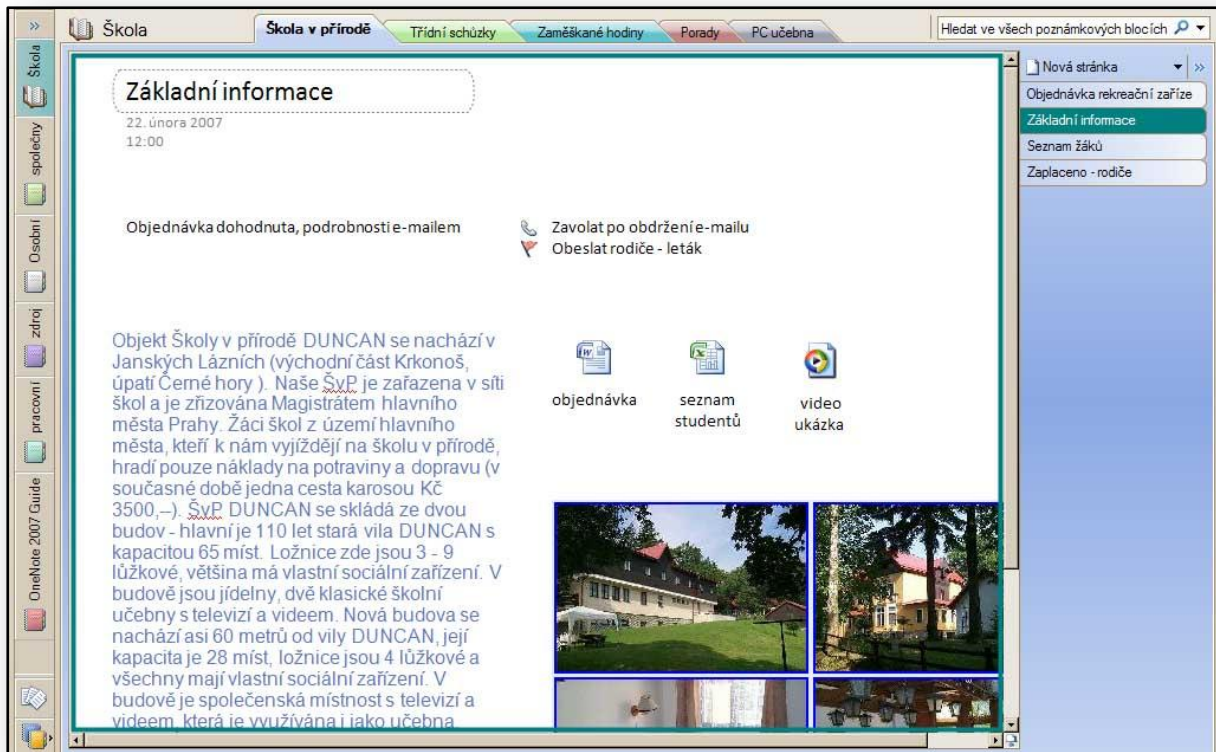 Škola
Škola v přírodě
Třídní schůzky
Zaměškané hodiny
Porady
PC učebna
Hledat ve všech poznámkových blocích
Škola
společny
Osobní
zdroj
pracovní
OneNote 2007 Guide
Základní informace
22. února 2007
12:00
Objednávka dohodnuta, podrobnosti e-mailem
Zavolat po obdržení e-mailu
Obeslat rodiče - leták
Objekt Školy v přírodě DUNCAN se nachází v
Janských Lázních (východní část Krkonoš,
úpatí Černé hory ). Naše ŠvP je zařazena v síti
škol a je zřizována Magistrátem hlavního
města Prahy. Žáci škol z území hlavního
města, kteří k nám vyjíždějí na školu v přírodě,
hradí pouze náklady na potraviny a dopravu (v
současné době jedna cesta karosou Kč
3500,--). ŠvP DUNCAN se skládá ze dvou
budov - hlavní je 110 let stará vila DUNCAN s
kapacitou 65 míst. Ložnice zde jsou 3 - 9
lůžkové, většina má vlastní sociální zařízení. V
budově jsou jídelny, dvě klasické školní
učebny s televizí a videem. Nová budova se
nachází asi 60 metrů od vily DUNCAN, její
kapacita je 28 míst, ložnice jsou 4 lůžkové a
všechny mají vlastní sociální zařízení. V
budově je společenská místnost s televizí a
videem, která je využívána i jako učebna
objednávka
seznam
studentů
video
ukázka
Nová stránka
Objednávka rekreační zaříze
Základní informace
Seznam žáků
Zaplaceno - rodiče